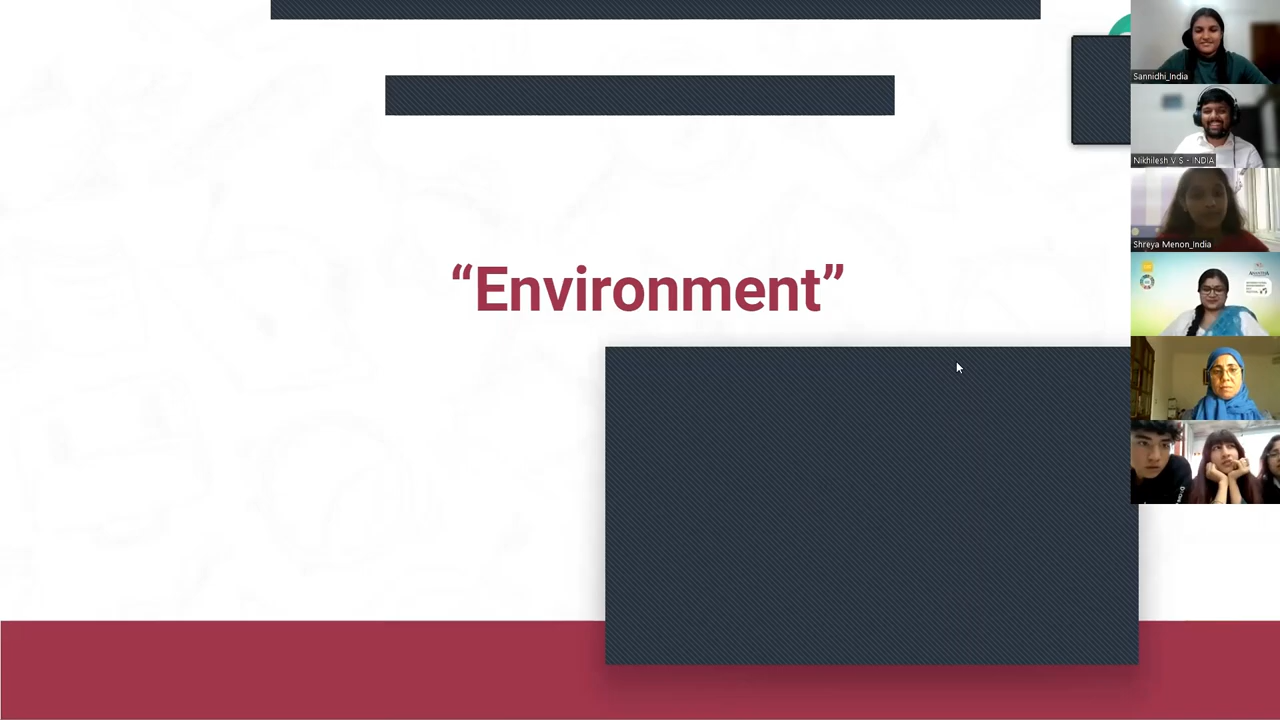 “Environment”
Sannidhi_India
Nikhilesh V S - INDIA
Shreya Menon_India